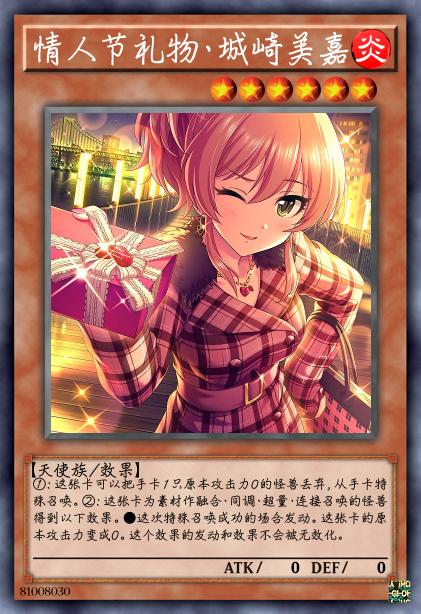 情人节礼物·城崎美嘉
炎
【天使族/效果】
①:这张卡可以把手卡1只原本攻击力0的怪兽丢弃,从手卡特
殊召唤。②:这张卡为素材作融合·同调·超量·连接召唤的怪兽
得到以下效果。●这次特殊召唤成功的场合发动。这张卡的原
本攻击力变成0。这个效果的发动和效果不会被无效化。
ATK/ 0 DEF/ 0
81008030